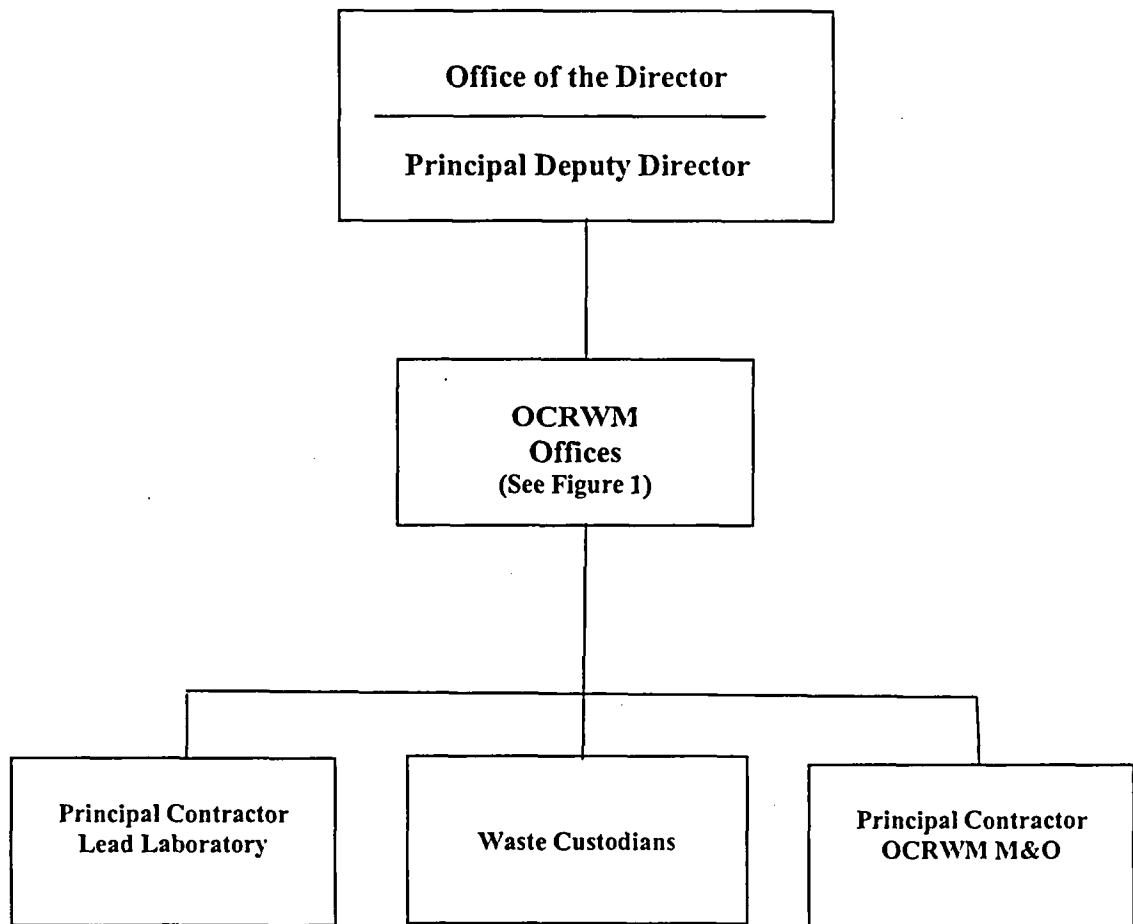 Office of the Director
Principal Deputy Director
OCRWM
Offices
(See Figure 1)
Principal Contractor
Lead Laboratory
Waste Custodians
Principal Contractor
OCRWM M&O